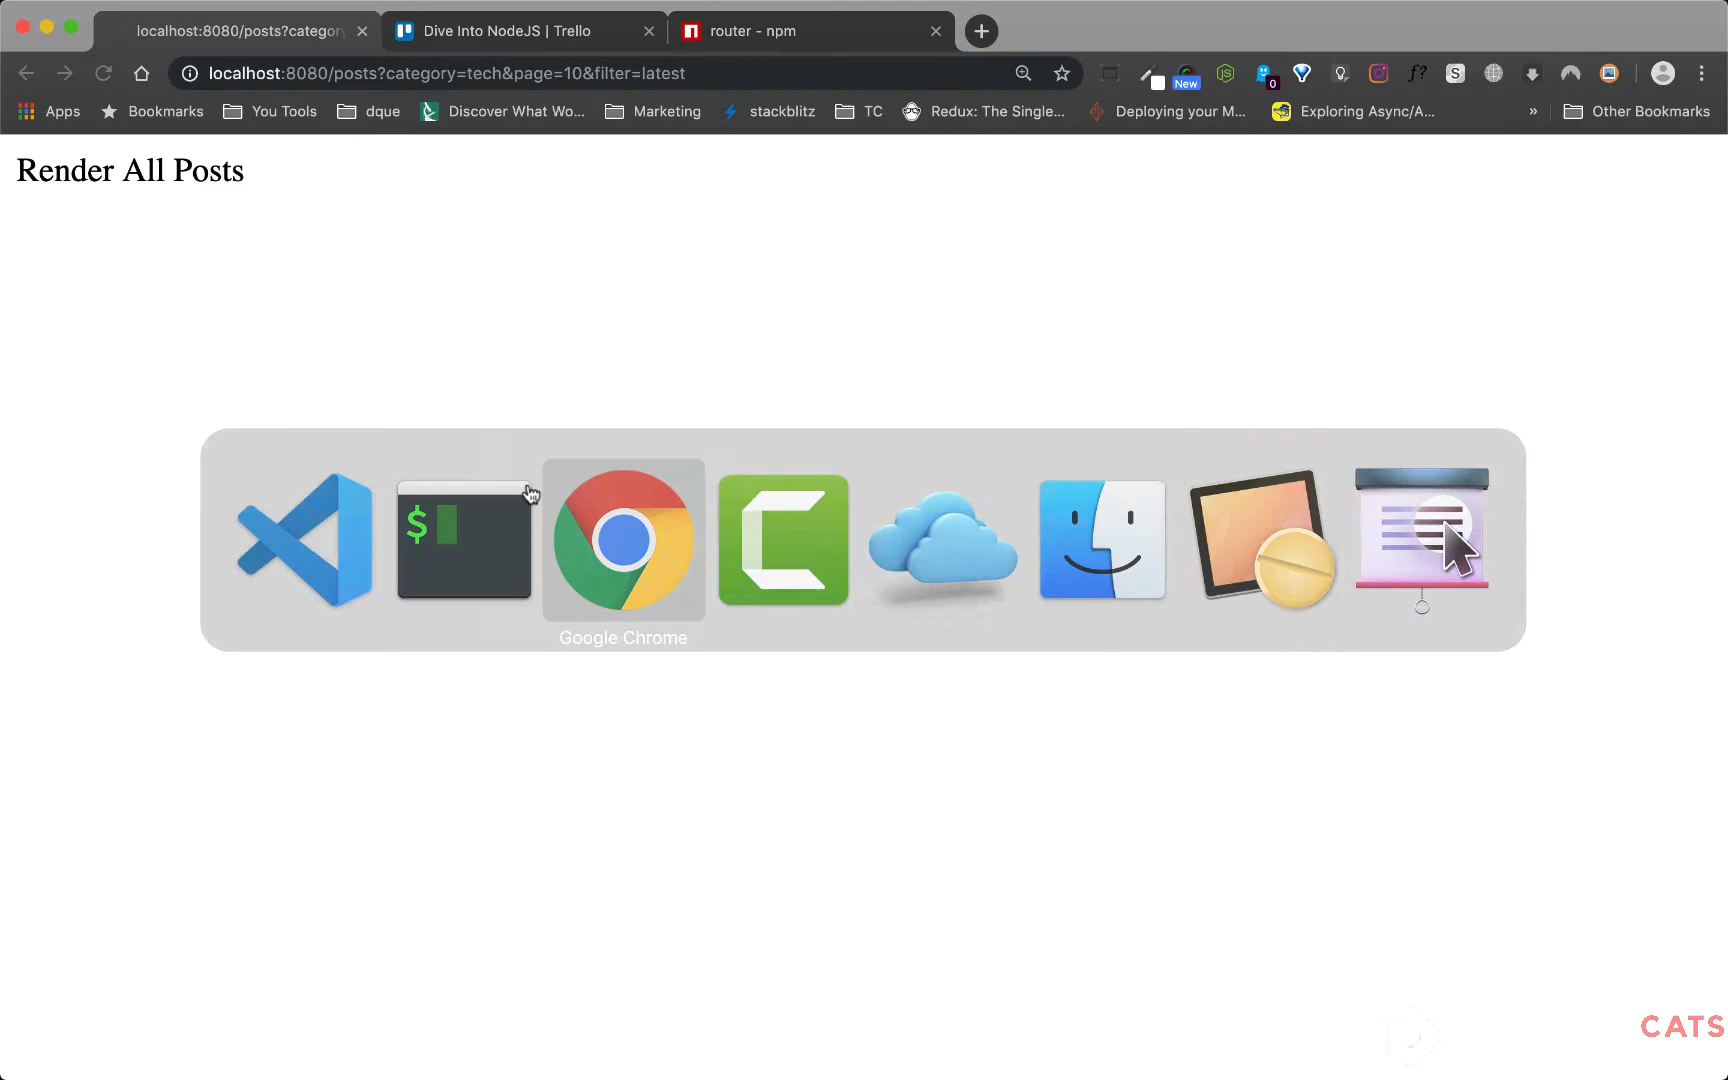 localhost:8080/posts?category
Dive Into NodeJS | Trello
router - npm
localhost:8080/posts?category=tech&page=10&filter=latest
New
0
f?
S
Apps
Bookmarks
You Tools
dque
Discover What Wo...
Marketing
stackblitz
TC
Redux: The Single...
Deploying your M...
Exploring Async/A...
»
Other Bookmarks
Render All Posts
$
Google Chrome
CATS